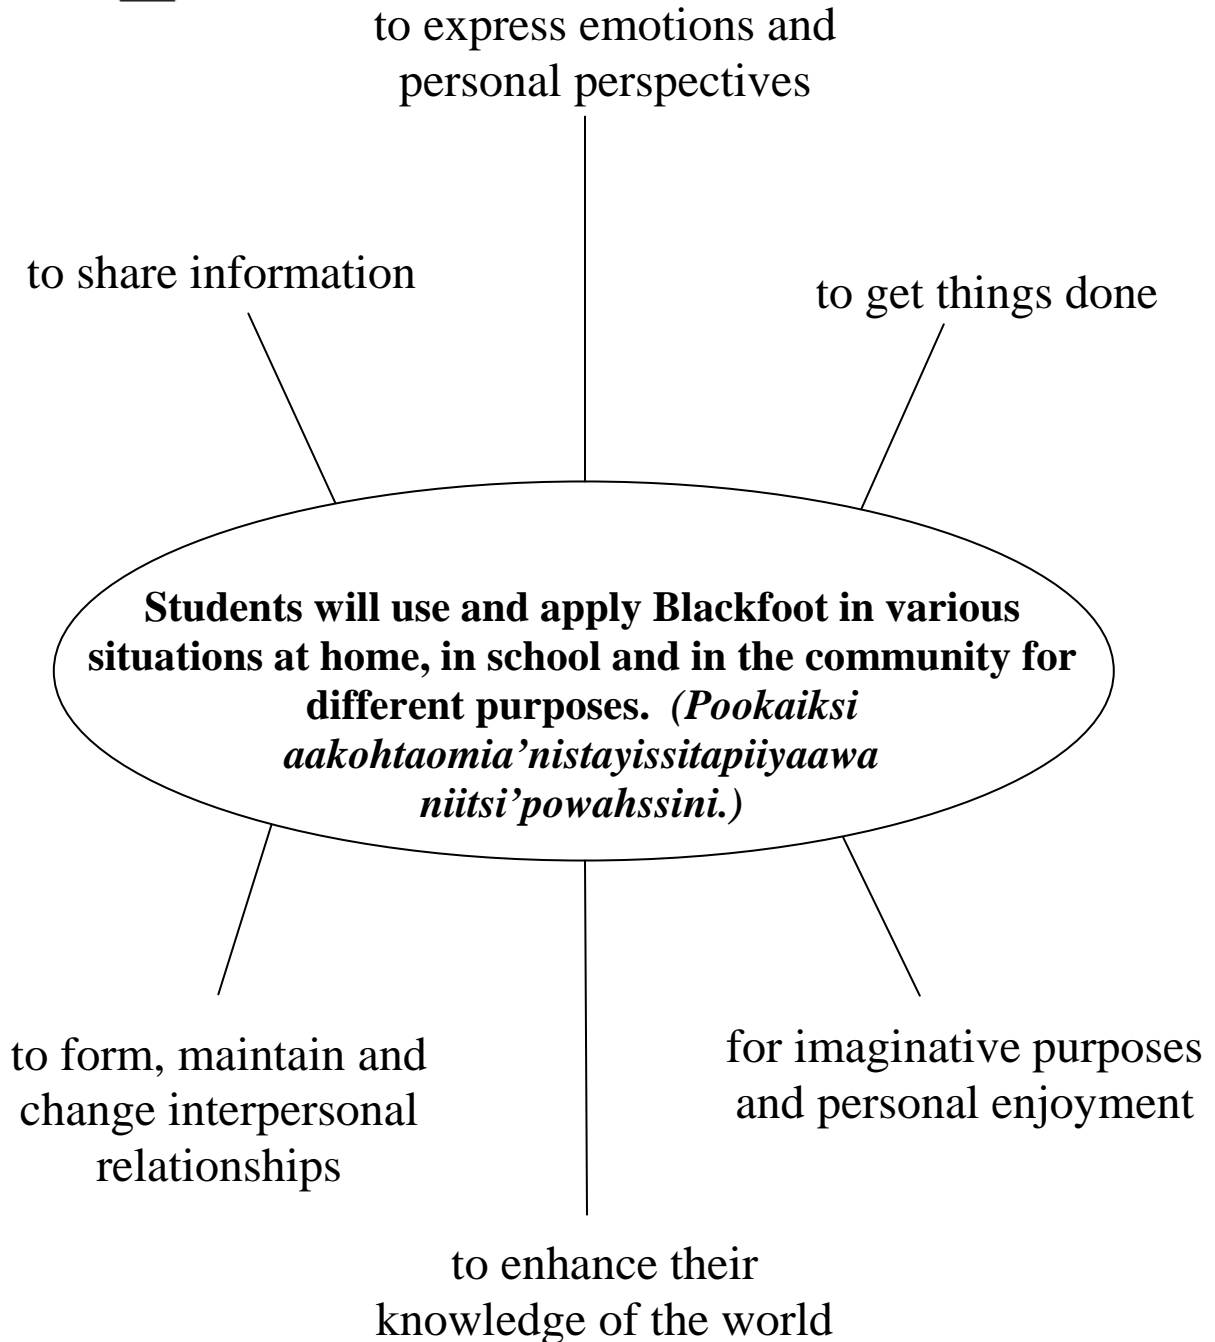 to express emotions and
personal perspectives
to share information
to get things done
Students will use and apply Blackfoot in various
situations at home, in school and in the community for
different purposes. (Pookaiksi
aakohtaomia’nistayissitapiiyaawa
niitsi’powahssini.)
to form, maintain and
change interpersonal
relationships
for imaginative purposes
and personal enjoyment
to enhance their
knowledge of the world